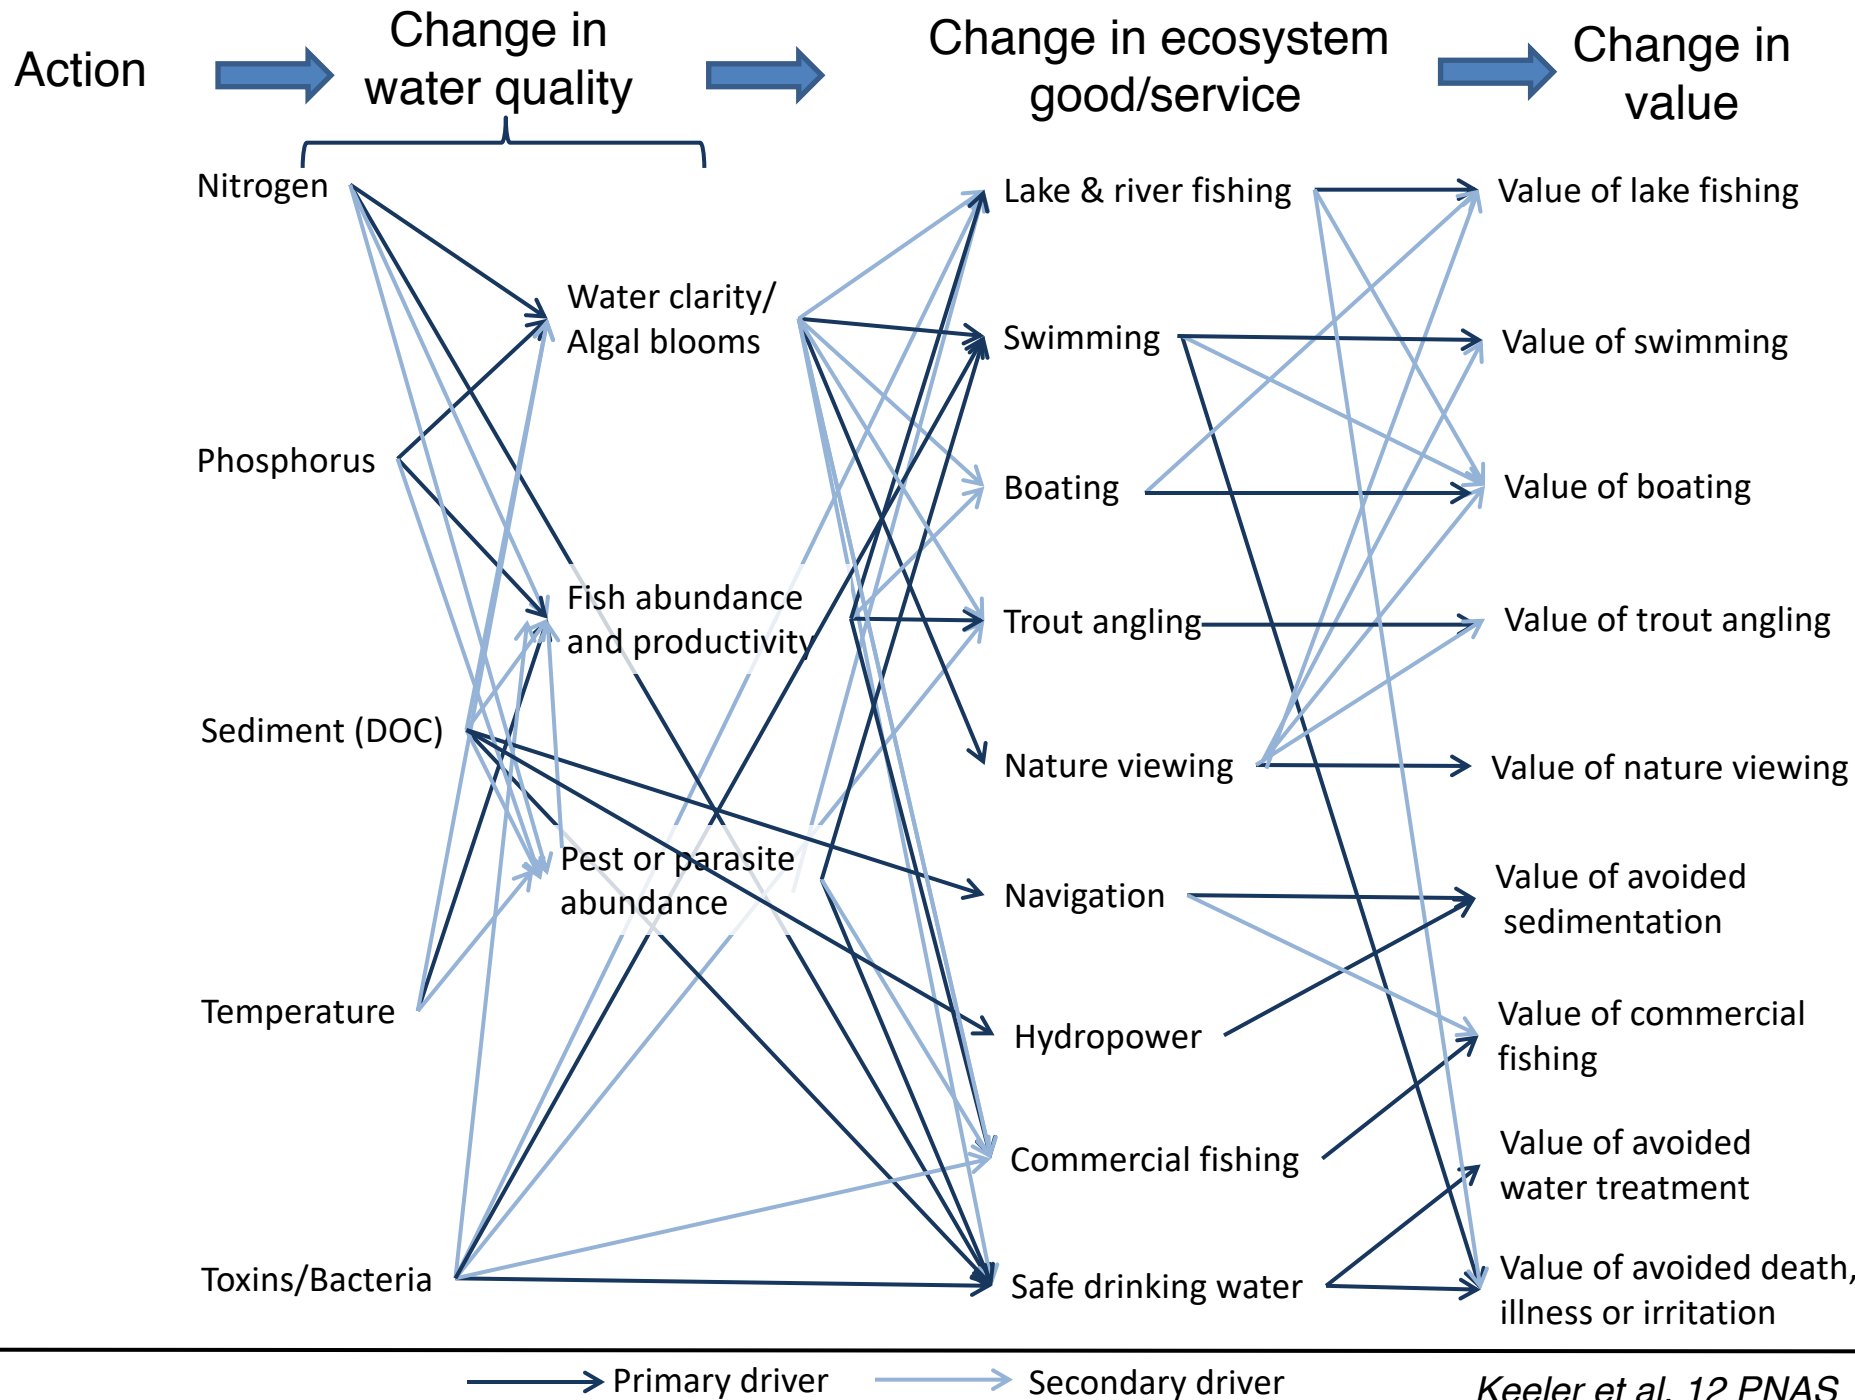 Action
Change in
water quality
Change in ecosystem
good/service
Change in
value
Nitrogen
Phosphorus
Sediment (DOC)
Temperature
Toxins/Bacteria
Water clarity/
Algal blooms
Fish abundance
and productivity
Pest or parasite
abundance
Lake & river fishing
Swimming
Boating
Trout angling
Nature viewing
Navigation
Hydropower
Commercial fishing
Safe drinking water
Value of lake fishing
Value of swimming
Value of boating
Value of trout angling
Value of nature viewing
Value of avoided
sedimentation
Value of commercial
fishing
Value of avoided
water treatment
Value of avoided death,
illness or irritation
Primary driver
Secondary driver
Keeler et al. 12 PNAS